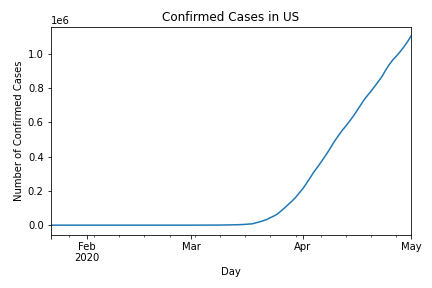 Confirmed Cases in US
1e6
1.0
0.8
0.6
0.4
0.2
0.0
Number of Confirmed Cases
Feb
2020
Mar
Apr
May
Day